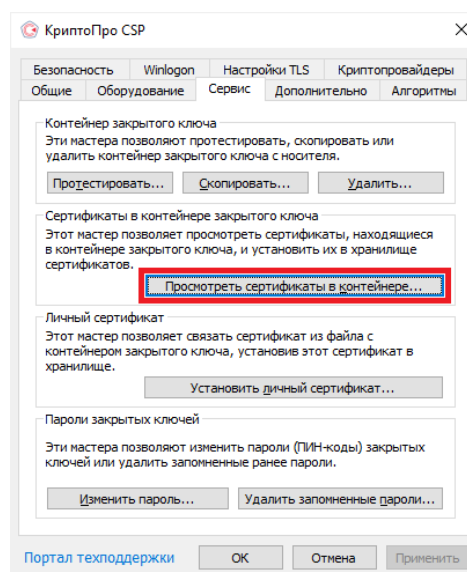 КриптоПро CSP
Безопасность Winlogon Настройки TLS Криптопровайдеры
Общие Оборудование Сервис Дополнительно Алгоритмы
Контейнер закрытого ключа
Эти мастера позволяют протестировать, скопировать или
удалить контейнер закрытого ключа с носителя.
Протестировать... Скопировать... Удалить...
Сертификаты в контейнере закрытого ключа
Этот мастер позволяет просмотреть сертификаты, находящиеся
в контейнере закрытого ключа, и установить их в хранилище
сертификатов.
Просмотреть сертификаты в контейнере...
Личный сертификат
Этот мастер позволяет связать сертификат из файла с
контейнером закрытого ключа, установив этот сертификат в
хранилище.
Установить личный сертификат...
Пароли закрытых ключей
Эти мастера позволяют изменить пароли (ПИН-коды) закрытых
ключей или удалить запомненные ранее пароли.
Изменить пароль... Удалить запомненные пароли...
Портал техподдержки ОК Отмена Применить